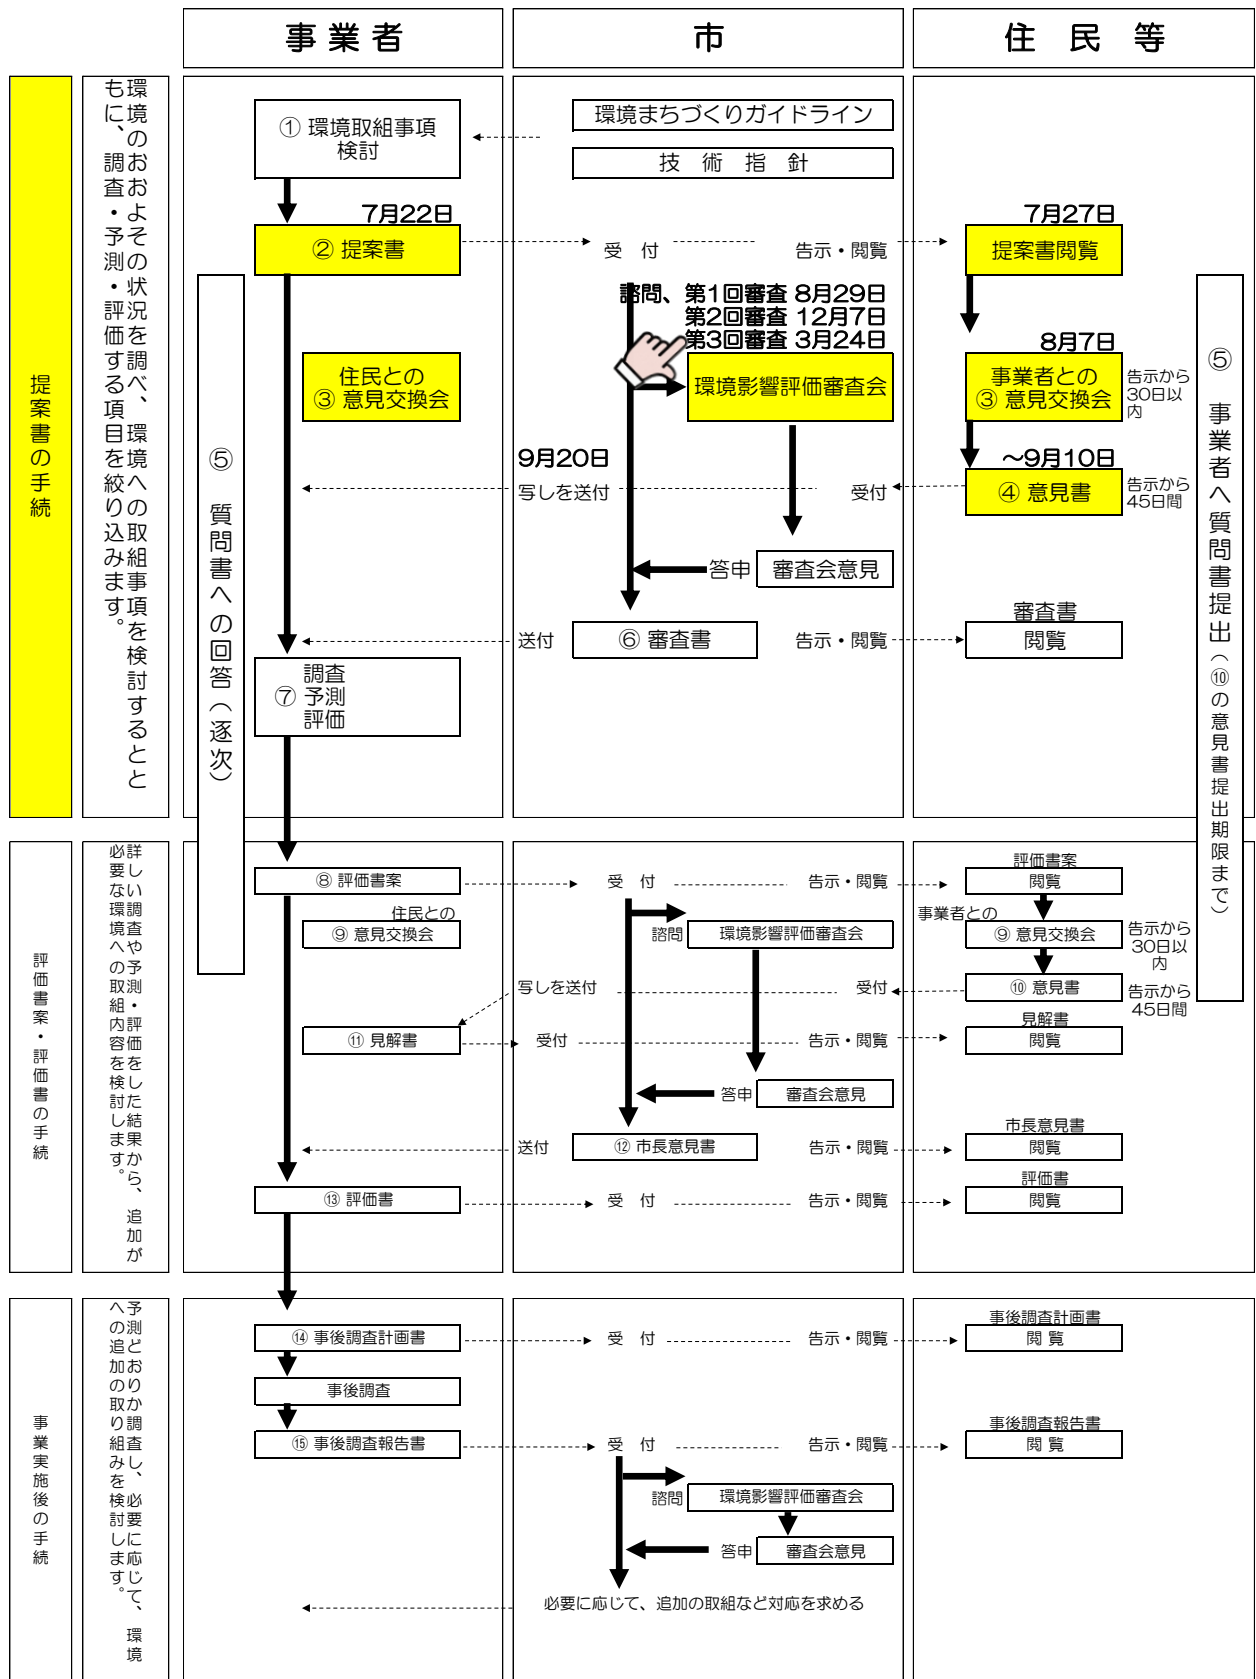 事業者
市
住民等
提案書の手続
環境のおおよその状況を調べ、環境への取組事項を検討するとと
もに、調査・予測・評価する項目を絞り込みます。
① 環境取組事項
検討
環境まちづくりガイドライン
技術指針
7月22日
② 提案書
受付
告示・閲覧
7月27日
提案書閲覧
諮問、第1回審査 8月29日
第2回審査 12月7日
第3回審査 3月24日
住民との
③ 意見交換会
環境影響評価審査会
8月7日
事業者との
③ 意見交換会
告示から
30日以
内
9月20日
写しを送付
受付
～9月10日
④ 意見書
告示から
45日間
⑤ 質問書への回答（逐次）
⑤ 事業者へ質問書提出（⑩の意見書提出期限まで）
答申
審査会意見
送付
⑥ 審査書
告示・閲覧
審査書
閲覧
⑦
調査
予測
評価
評価書案・評価書の手続
詳しい調査や予測・評価をした結果から、追加が
必要な環境への取組内容を検討します。
⑧ 評価書案
受付
告示・閲覧
評価書案
閲覧
住民との
⑨ 意見交換会
諮問
環境影響評価審査会
事業者との
⑨ 意見交換会
告示から
30日以
内
写しを送付
受付
⑩ 意見書
告示から
45日間
⑪ 見解書
受付
告示・閲覧
見解書
閲覧
答申
審査会意見
送付
⑫ 市長意見書
告示・閲覧
市長意見書
閲覧
⑬ 評価書
受付
告示・閲覧
評価書
閲覧
事業実施後の手続
予測どおりか調査し、必要に応じて、環境
への追加の取り組みを検討します。
⑭ 事後調査計画書
受付
告示・閲覧
事後調査計画書
閲覧
事後調査
⑮ 事後調査報告書
受付
告示・閲覧
事後調査報告書
閲覧
諮問
環境影響評価審査会
答申
審査会意見
必要に応じて、追加の取組など対応を求める